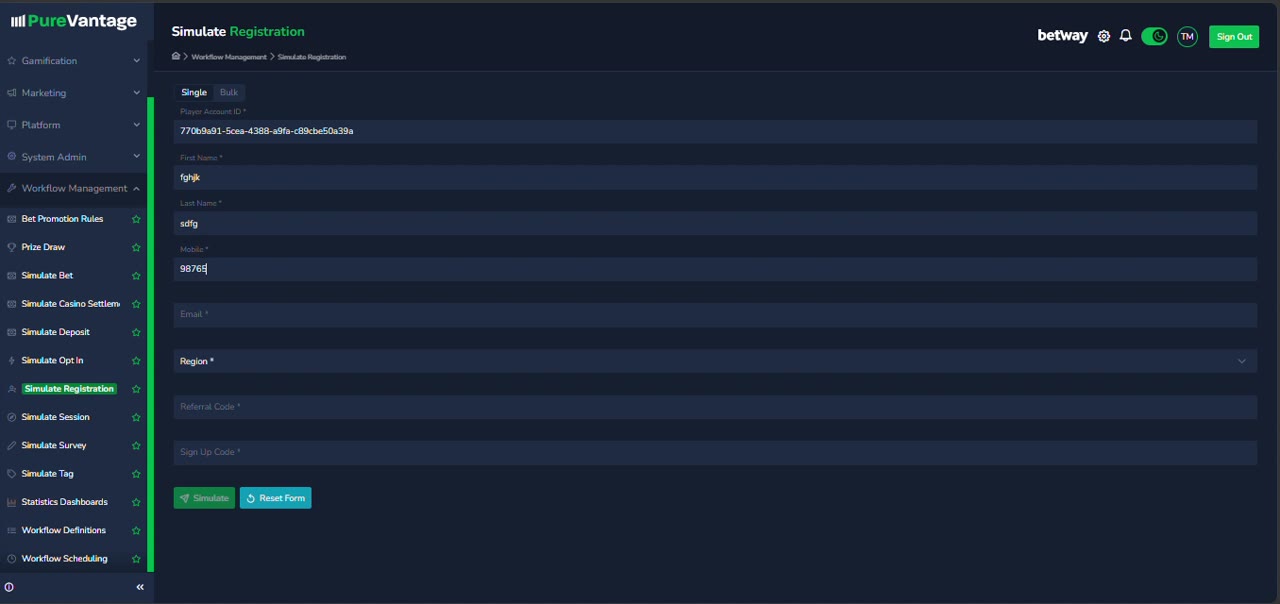 PureVantage
Simulate Registration
betway
TM
Sign Out
Workflow Management
Simulate Registration
Gamification
Marketing
Platform
System Admin
Workflow Management
Bet Promotion Rules
Prize Draw
Simulate Bet
Simulate Casino Settlem
Simulate Deposit
Simulate Opt In
Simulate Registration
Simulate Session
Simulate Survey
Simulate Tag
Statistics Dashboards
Workflow Definitions
Workflow Scheduling
Single Bulk
Player Account ID *
770b9a91-5cea-4388-a9fa-c89cbe50a39a
First Name *
fghjk
Last Name *
sdfg
Mobile *
98765
Email *
Region *
Referral Code *
Sign Up Code *
Simulate
Reset Form